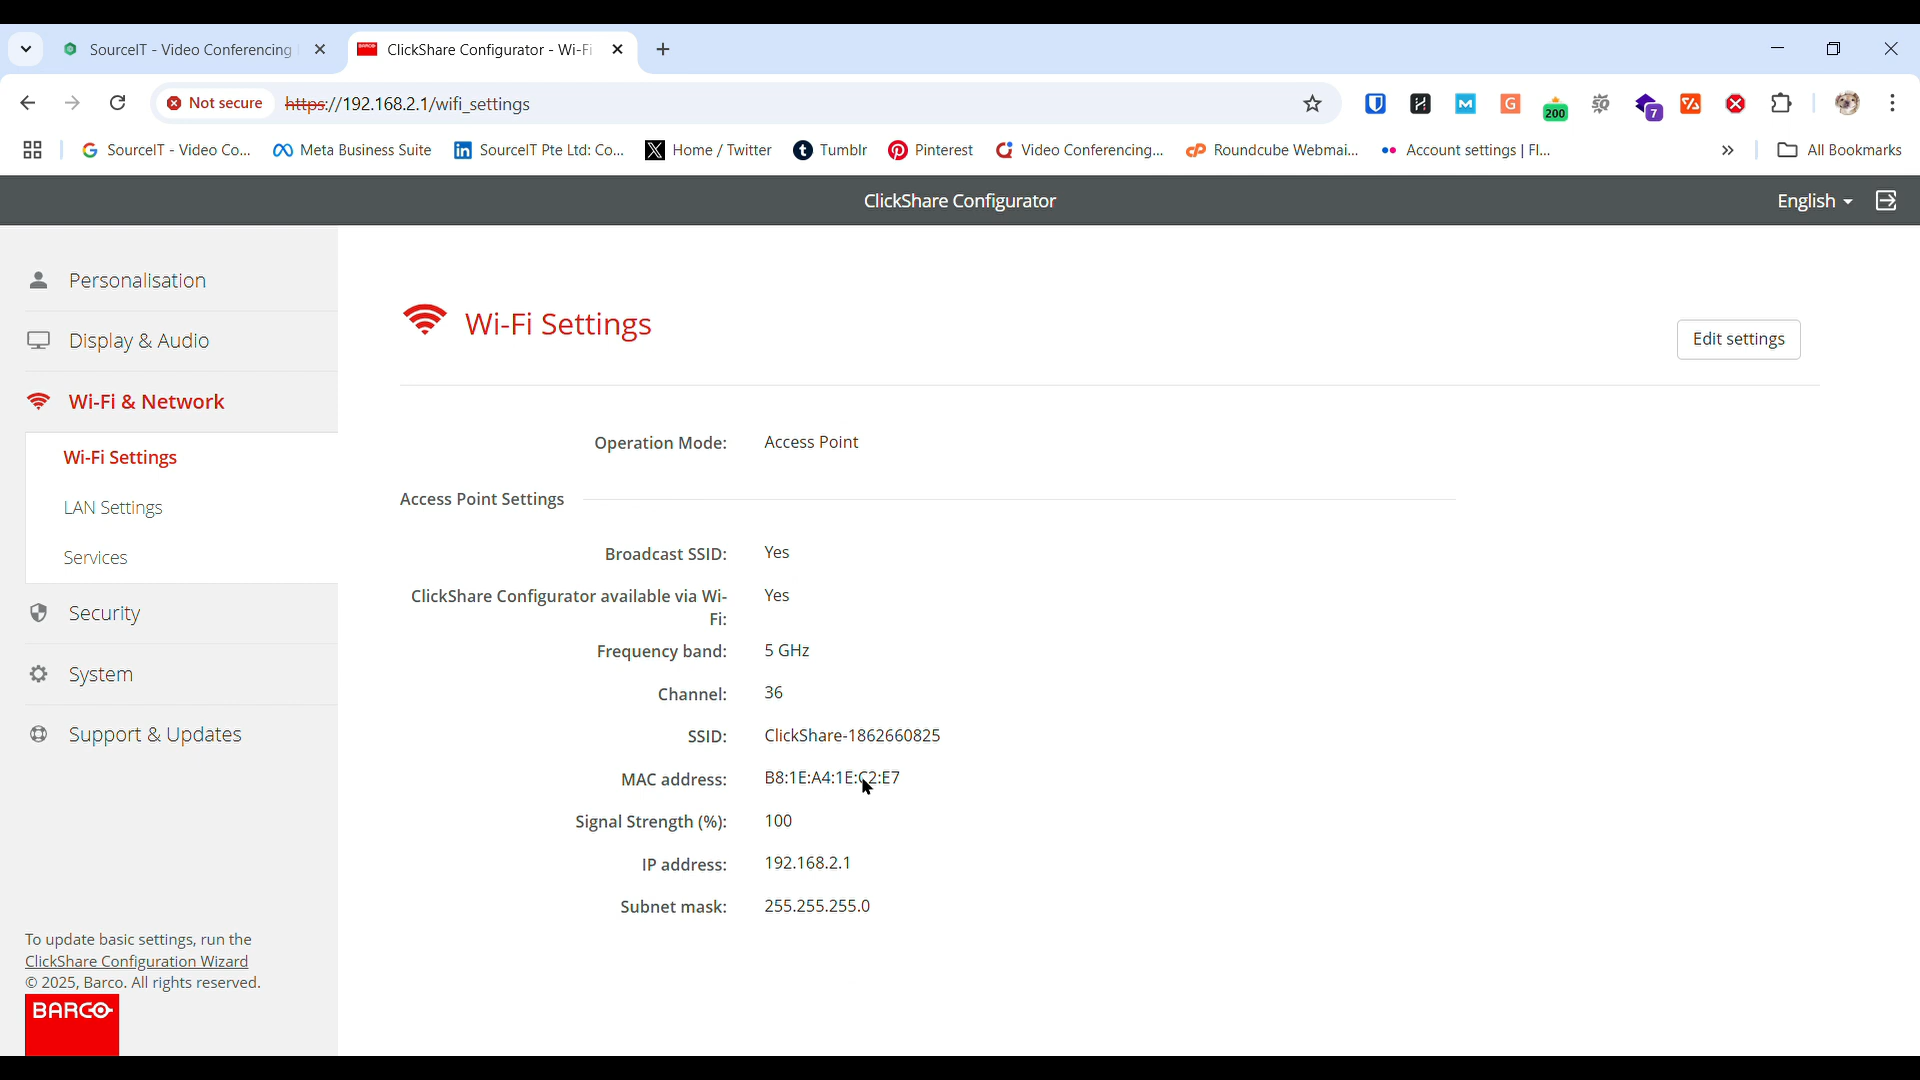 SourceIT - Video Conferencing
ClickShare Configurator - Wi-Fi
Not secure
https://192.168.2.1/wifi_settings
200
7
SourceIT - Video Co...
Meta Business Suite
SourceIT Pte Ltd: Co...
Home / Twitter
Tumblr
Pinterest
Video Conferencing...
Roundcube Webmai...
Account settings | Fl...
All Bookmarks
ClickShare Configurator
English
Personalisation
Display & Audio
Wi-Fi & Network
Wi-Fi Settings
LAN Settings
Services
Security
System
Support & Updates
To update basic settings, run the
ClickShare Configuration Wizard
© 2025, Barco. All rights reserved.
BARCO
Wi-Fi Settings
Edit settings
Operation Mode: Access Point
Access Point Settings
Broadcast SSID: Yes
ClickShare Configurator available via Wi-
Fi: Yes
Frequency band: 5 GHz
Channel: 36
SSID: ClickShare-1862660825
MAC address: B8:1E:A4:1E:C2:E7
Signal Strength (%): 100
IP address: 192.168.2.1
Subnet mask: 255.255.255.0